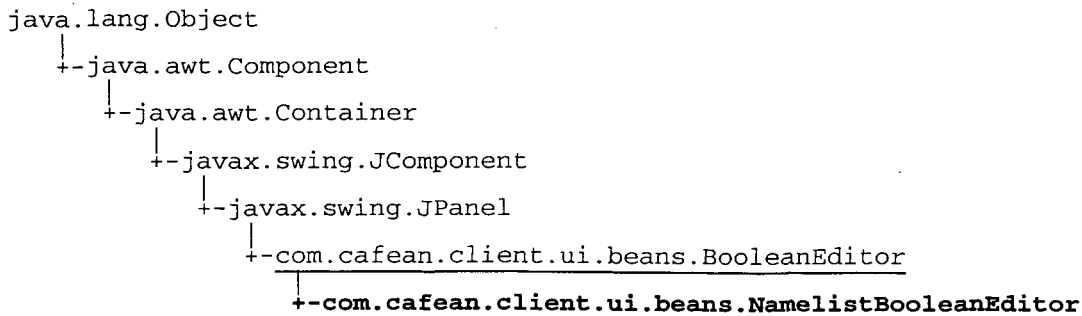 java.lang.Object
+-java.awt.Component
+-java.awt.Container
+-javax.swing.JComponent
+-javax.swing.JPanel
+-com.cafean.client.ui.beans.BooleanEditor
+-com.cafean.client.ui.beans.NamelistBooleanEditor